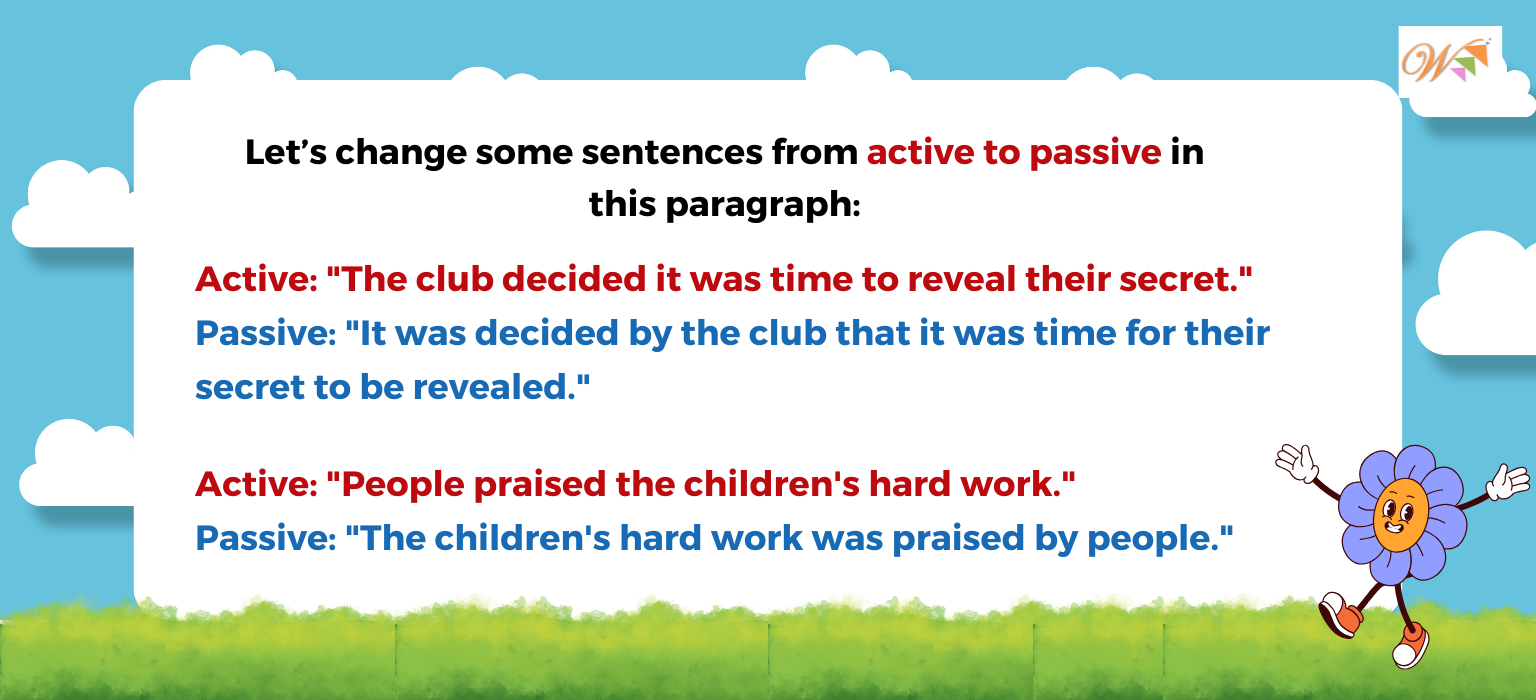 Let’s change some sentences from active to passive in
this paragraph:
Active: "The club decided it was time to reveal their secret."
Passive: "It was decided by the club that it was time for their
secret to be revealed."
Active: "People praised the children's hard work."
Passive: "The children's hard work was praised by people."
W